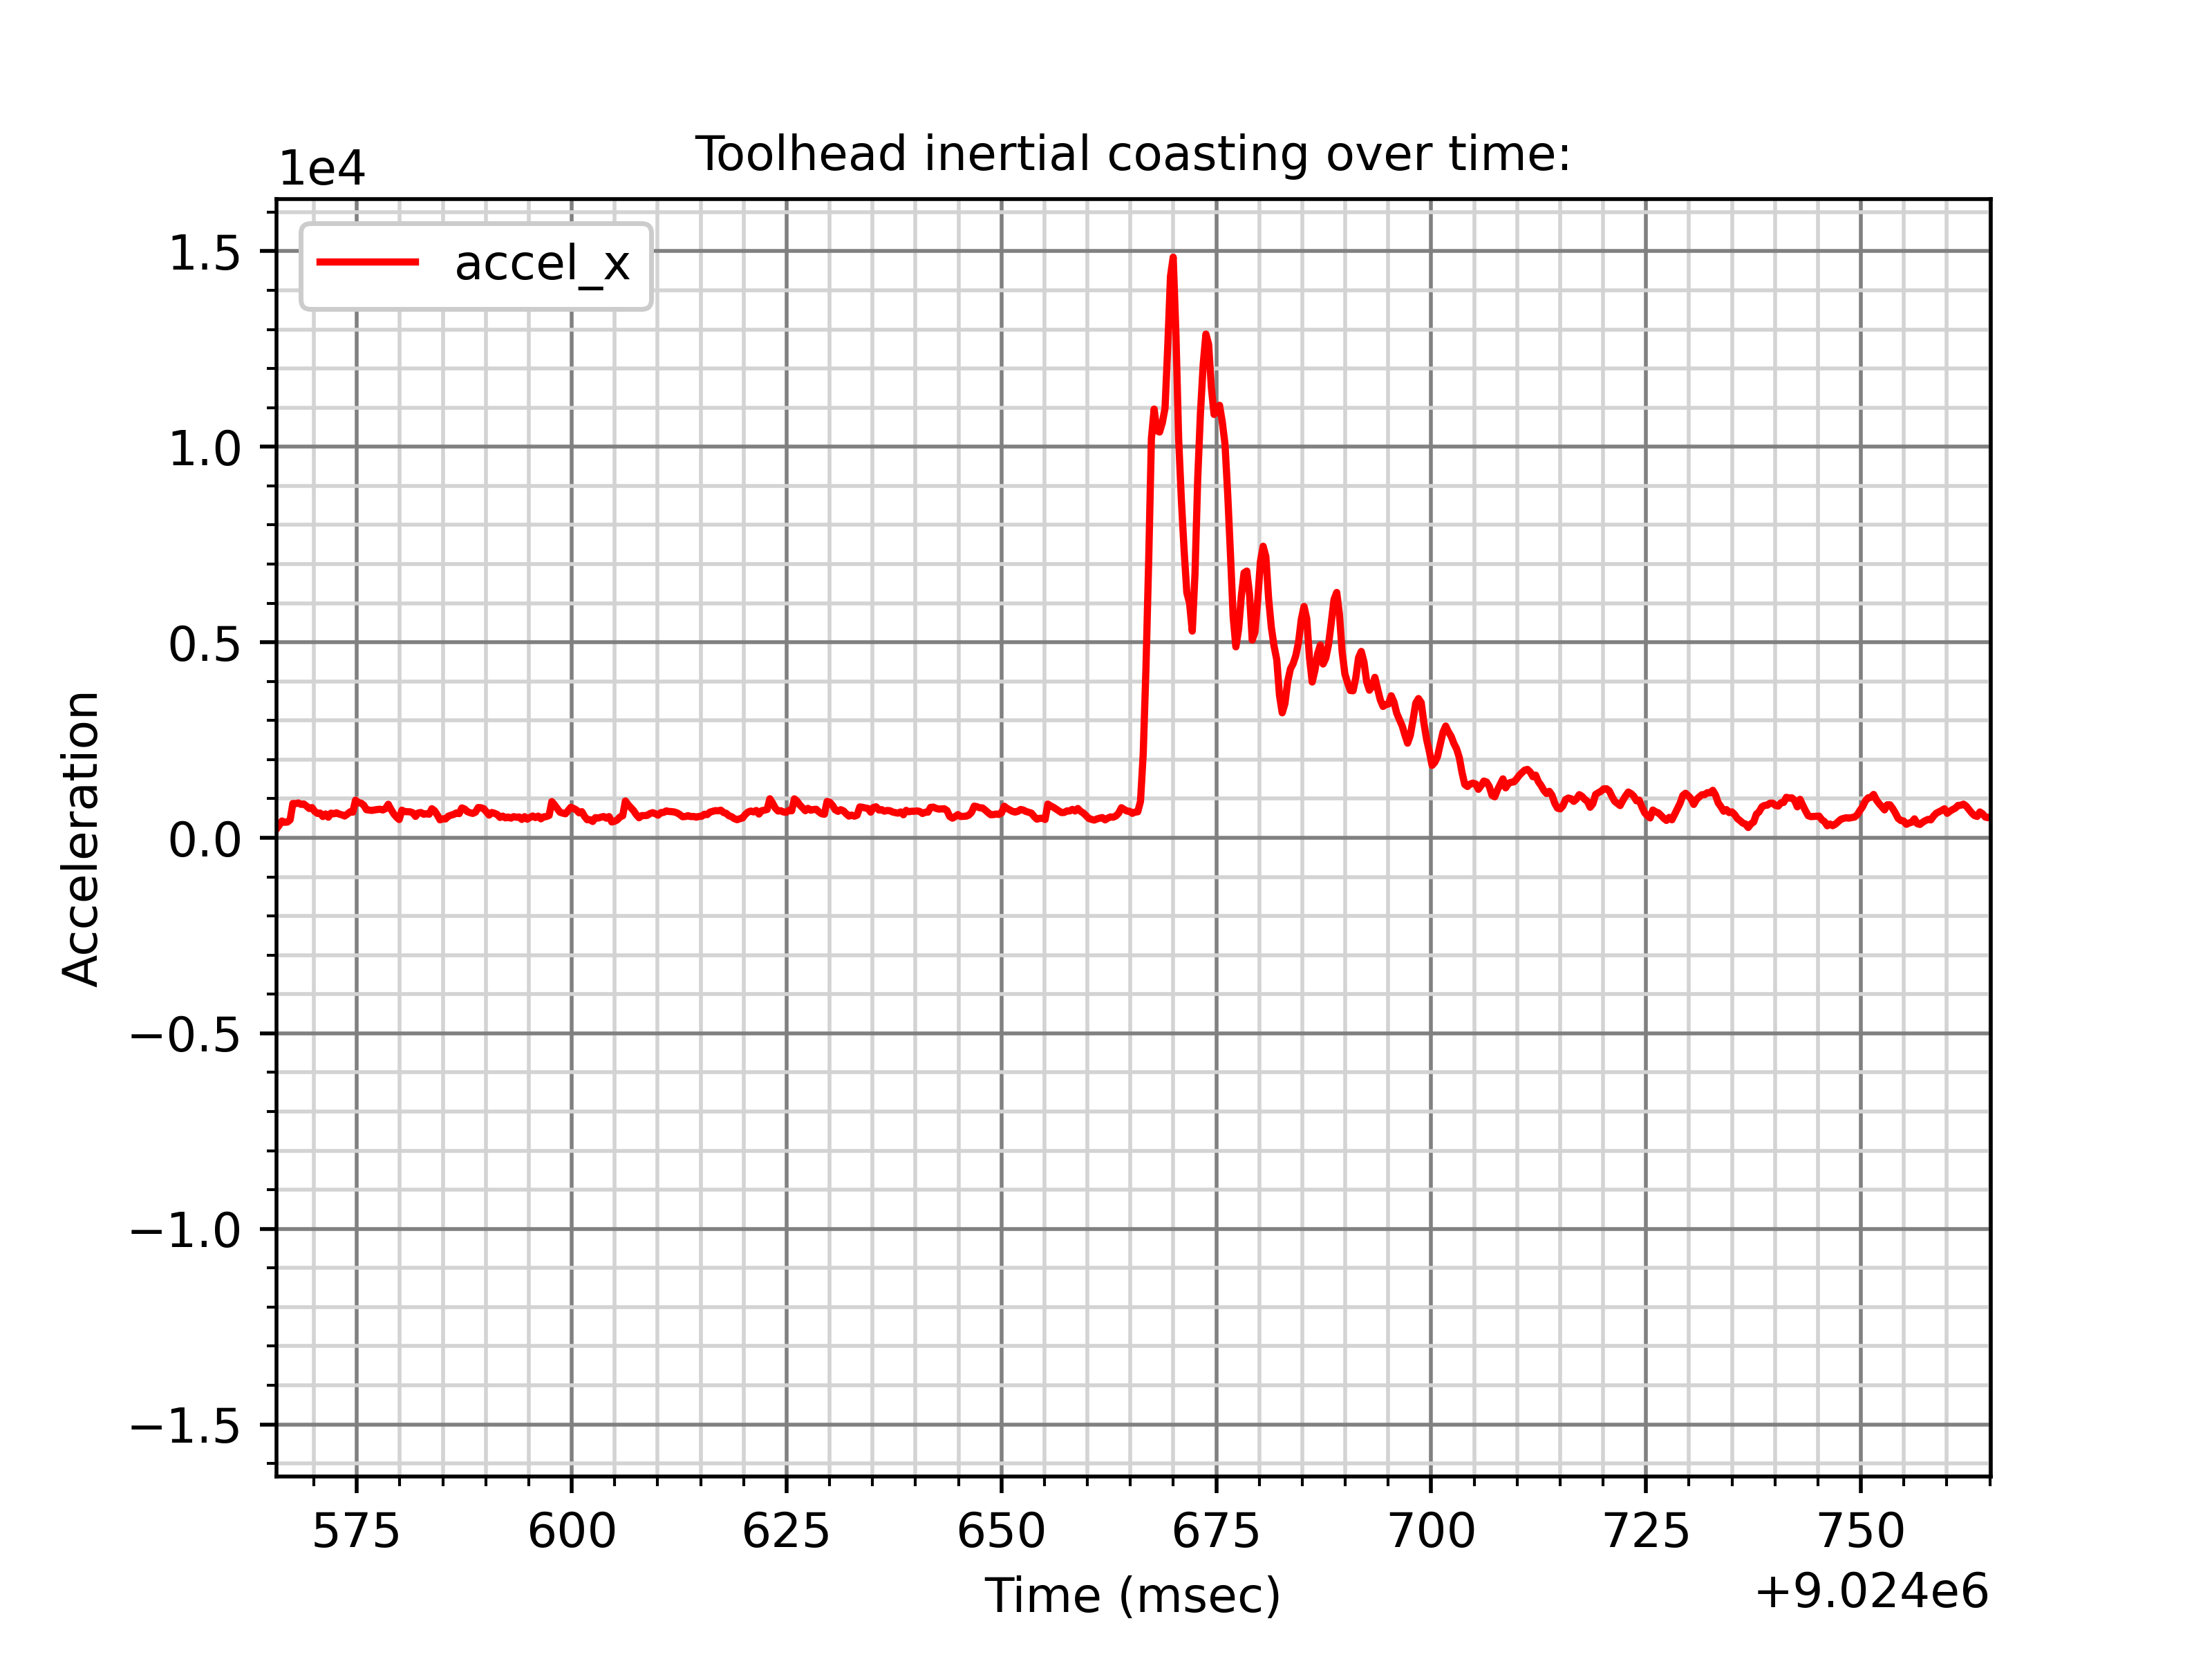 Toolhead inertial coasting over time:
1e4
accel_x
1.5
1.0
0.5
0.0
−0.5
−1.0
−1.5
Acceleration
575 600 625 650 675 700 725 750
Time (msec)
+9.024e6